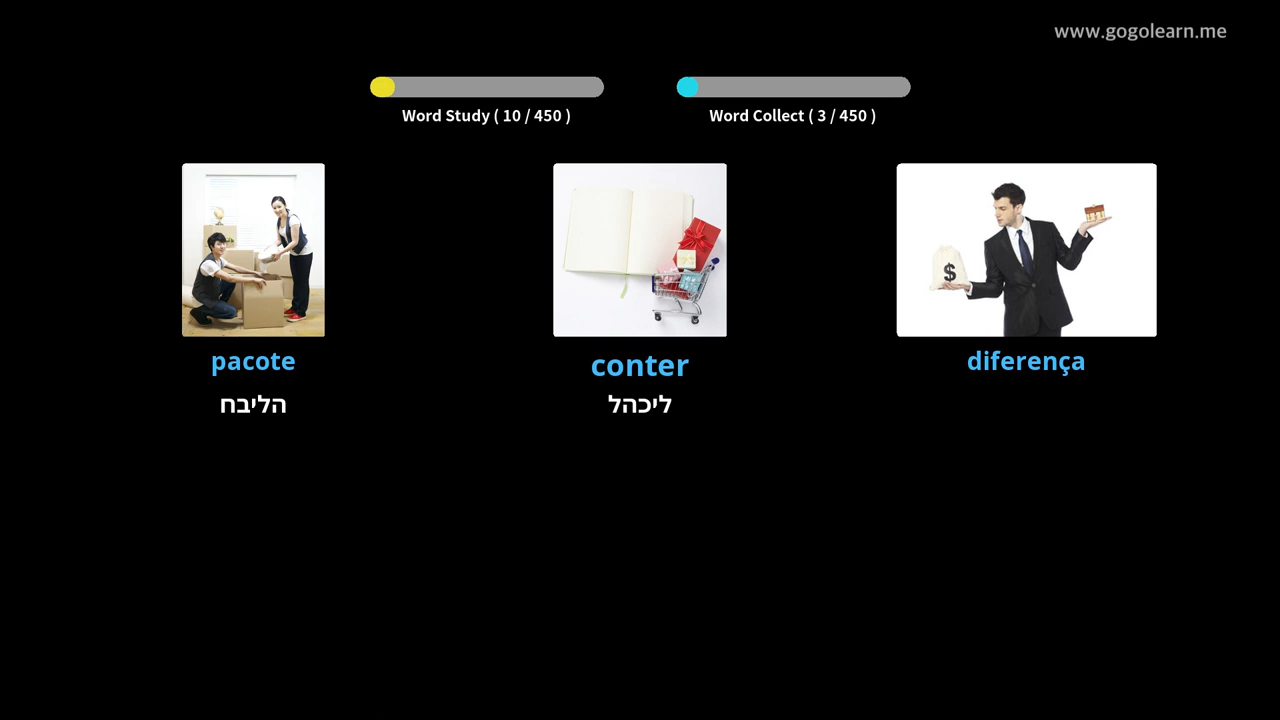 www.gogolearn.me
Word Study ( 10 / 450 )
Word Collect ( 3 / 450 )
pacote
הליבח
conter
ליכהל
diferença